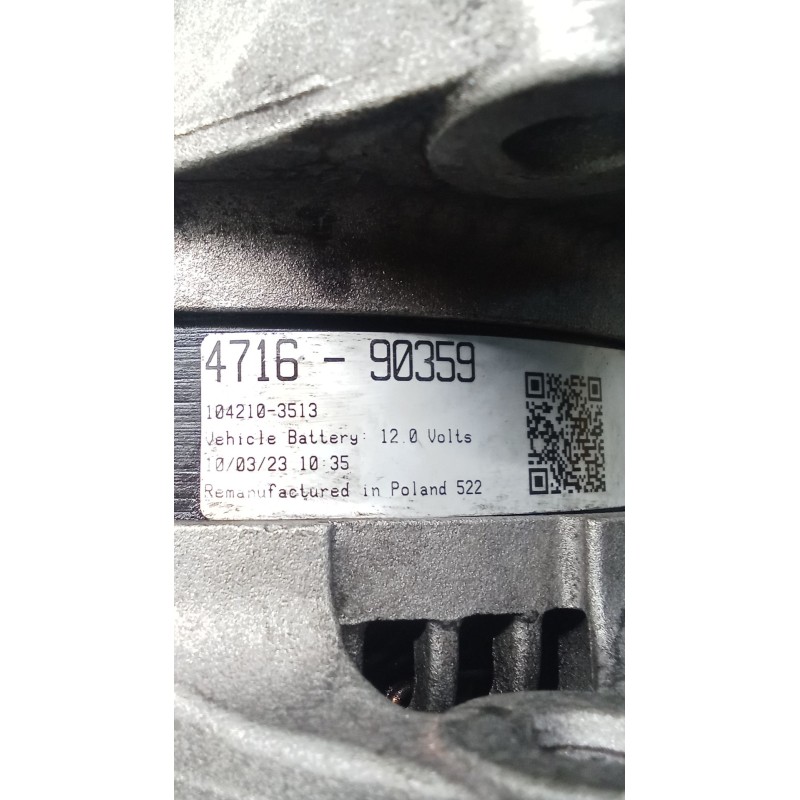 4716 - 90359
104210-3513
Vehicle Battery: 12.0 Volts
10/03/23 10:35
Remanufactured in Poland 522